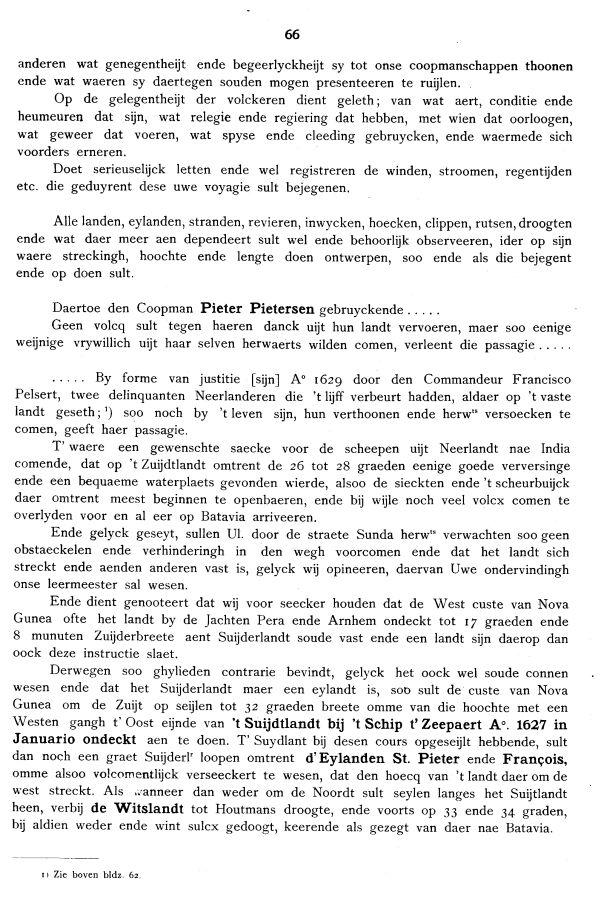 66
anderen wat genegentheijt ende begeerlyckheijt sy tot onse coopmanschappen thoonen
ende wat waeren sy daertegen souden mogen presenteeren te ruijlen.
Op de gelegentheijt der volckeren dient geleth; van wat aert, conditie ende
heumeuren dat sijn, wat relegie ende regiering dat hebben, met wien dat oorloogen,
wat geweer dat voeren, wat spyse ende cleeding gebruycken, ende waermede sich
voorders erneren.
Doet serieuselijck letten ende wel registreren de winden, stroomen, regentijden
etc. die geduyrent dese uwe voyagie sult bejegenen.
Alle landen, eylanden, stranden, revieren, inwycken, hoecken, clippen, rutsen, droogten
ende wat daer meer aen dependeert sult wel ende behoorlijk observeeren, ider op sijn
waere streckingh, hoochte ende lengte doen ontwerpen, soo ende als die bejegent
ende op doen sult.
Daertoe den Coopman Pieter Pietersen gebruyckende . . . . .
Geen volcq sult tegen haeren danck uijt hun landt vervoeren, maer soo eenige
weijnige vrywillich uijt haar selven herwaerts wilden comen, verleent die passagie . . . . .
. . . . . By forme van justitie [sijn] A° 1629 door den Commandeur Francisco
Pelsert, twee delinquanten Neerlanderen die 't lijff verbeurt hadden, aldaer op 't vaste
landt geseth; ¹) soo noch by 't leven sijn, hun verthoonen ende herwts versoecken te
comen, geeft haer passagie.
T' waere een gewenschte saecke voor de scheepen uijt Neerlandt nae India
comende, dat op 't Zuijdtlandt omtrent de 26 tot 28 graeden eenige goede verversinge
ende een bequaeme waterplaets gevonden wierde, alsoo de sieckten ende 't scheurbuijck
daer omtrent meest beginnen te openbaeren, ende bij wijle noch veel volcx comen te
overlyden voor en al eer op Batavia arriveeren.
Ende gelyck geseyt, sullen Ul. door de straete Sunda herwts verwachten soo geen
obstaeckelen ende verhinderingh in den wegh voorcomen ende dat het landt sich
streckt ende aenden anderen vast is, gelyck wij opineeren, daervan Uwe ondervindingh
onse leermeester sal wesen.
Ende dient genooteert dat wij voor seecker houden dat de West custe van Nova
Gunea ofte het landt by de Jachten Pera ende Arnhem ondeckt tot 17 graeden ende
8 munuten Zuijderbreete aent Suijderlandt soude vast ende een landt sijn daerop dan
oock deze instructie slaet.
Derwegen soo ghylieden contrarie bevindt, gelyck het oock wel soude connen
wesen ende dat het Suijderlandt maer een eylandt is, soo sult de custe van Nova
Gunea om de Zuijt op seijlen tot 32 graeden breete omme van die hoochte met een
Westen gangh t' Oost eijnde van 't Suijdtlandt bij 't Schip t' Zeepaert A°. 1627 in
Januario ondeckt aen te doen. T' Suydlant bij desen cours opgeseijlt hebbende, sult
dan noch een graet Suijderlr loopen omtrent d'Eylanden St. Pieter ende François,
omme alsoo volcomentlijck verseeckert te wesen, dat den hoecq van 't landt daer om de
west streckt. Als wanneer dan weder om de Noordt sult seylen langes het Suijtlandt
heen, verbij de Witslandt tot Houtmans droogte, ende voorts op 33 ende 34 graden,
bij aldien weder ende wint sulcx gedoogt, keerende als gezegt van daer nae Batavia.
1) Zie boven bldz. 62.